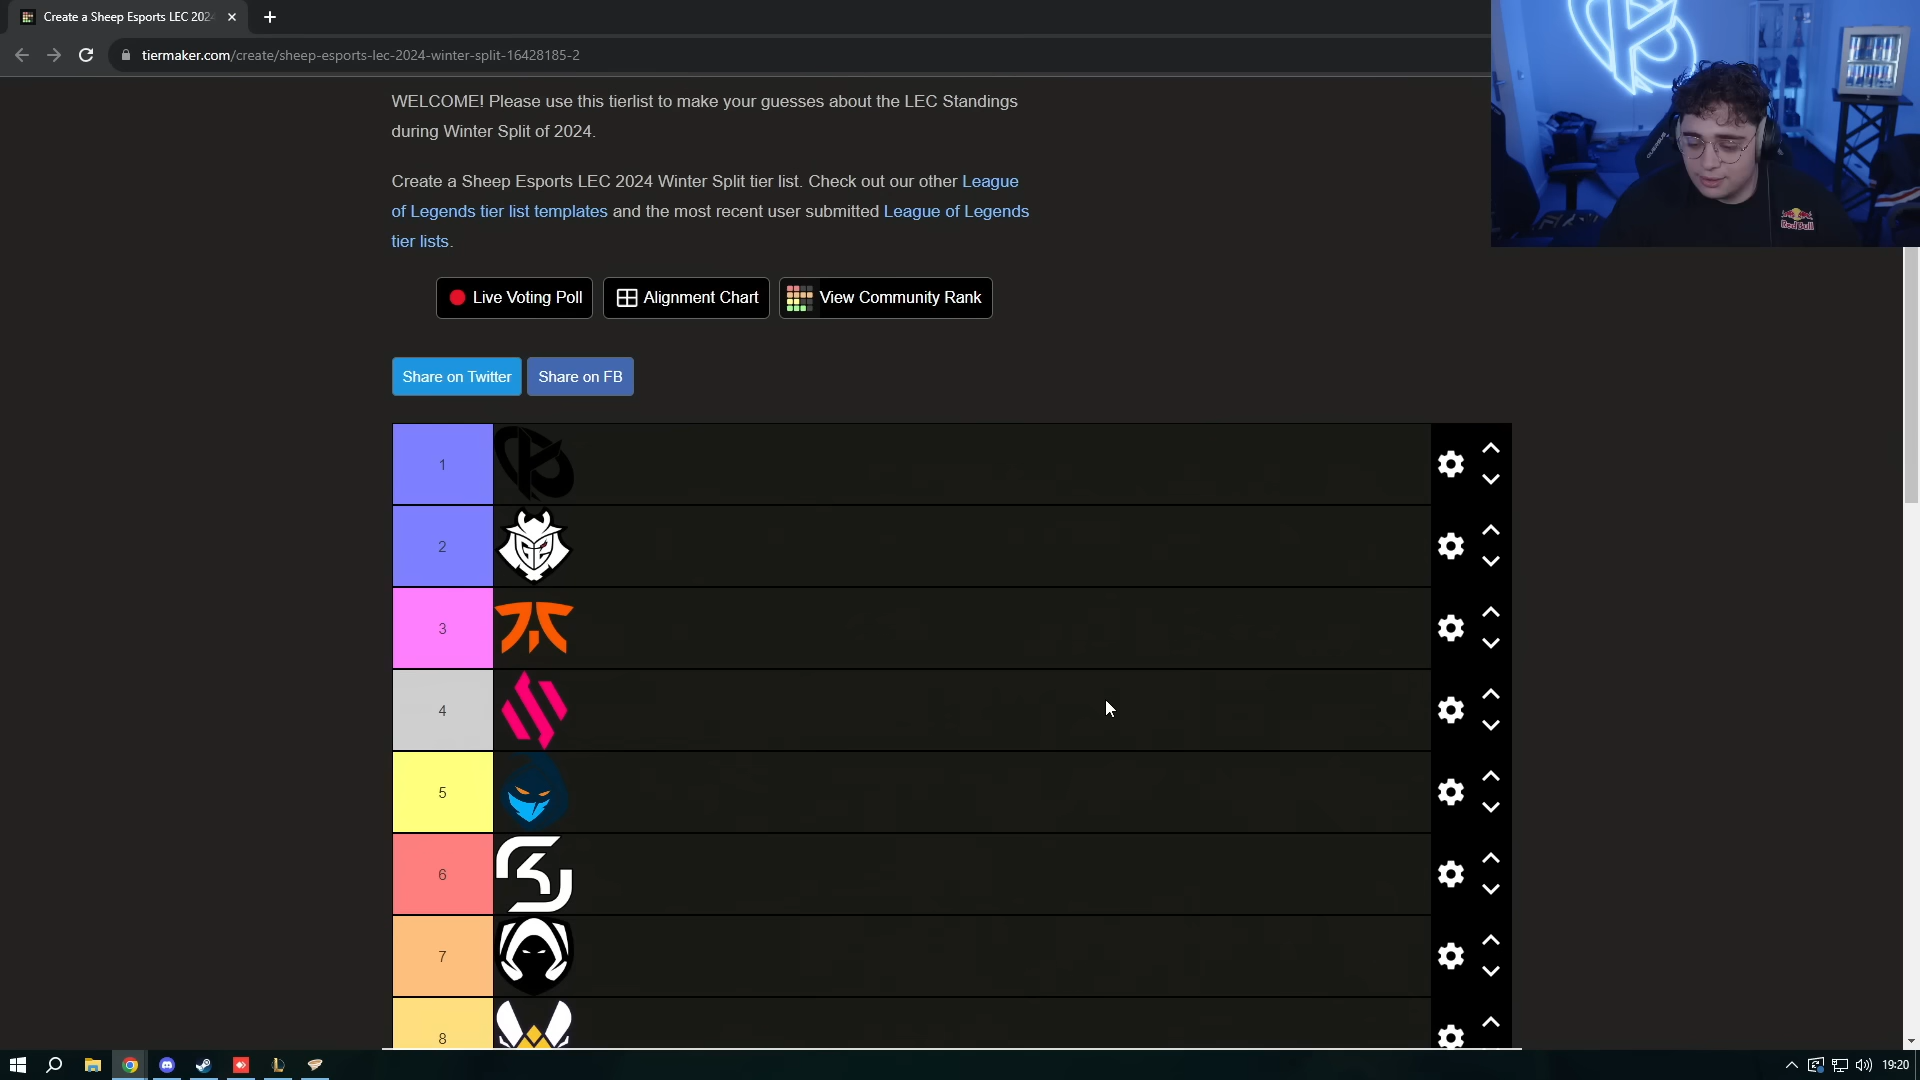 Create a Sheep Esports LEC 202
tiermaker.com/create/sheep-esports-lec-2024-winter-split-16428185-2
WELCOME! Please use this tierlist to make your guesses about the LEC Standings
during Winter Split of 2024.
Create a Sheep Esports LEC 2024 Winter Split tier list. Check out our other League
of Legends tier list templates and the most recent user submitted League of Legends
tier lists.
Live Voting Poll
Alignment Chart
View Community Rank
Share on Twitter
Share on FB
1
2
3
4
5
6
7
8
Red Bull
19:20